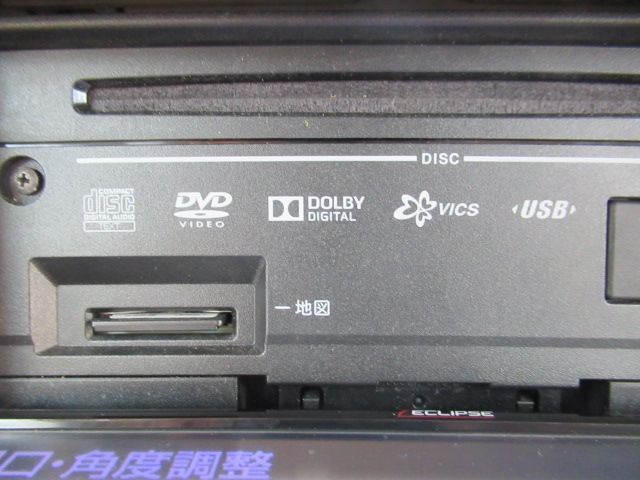 DISC
COMPACT disc DIGITAL AUDIO TEXT
DVD VIDEO
DOLBY DIGITAL
VICS
USB
地図
ECLIPSE
口・角度調整